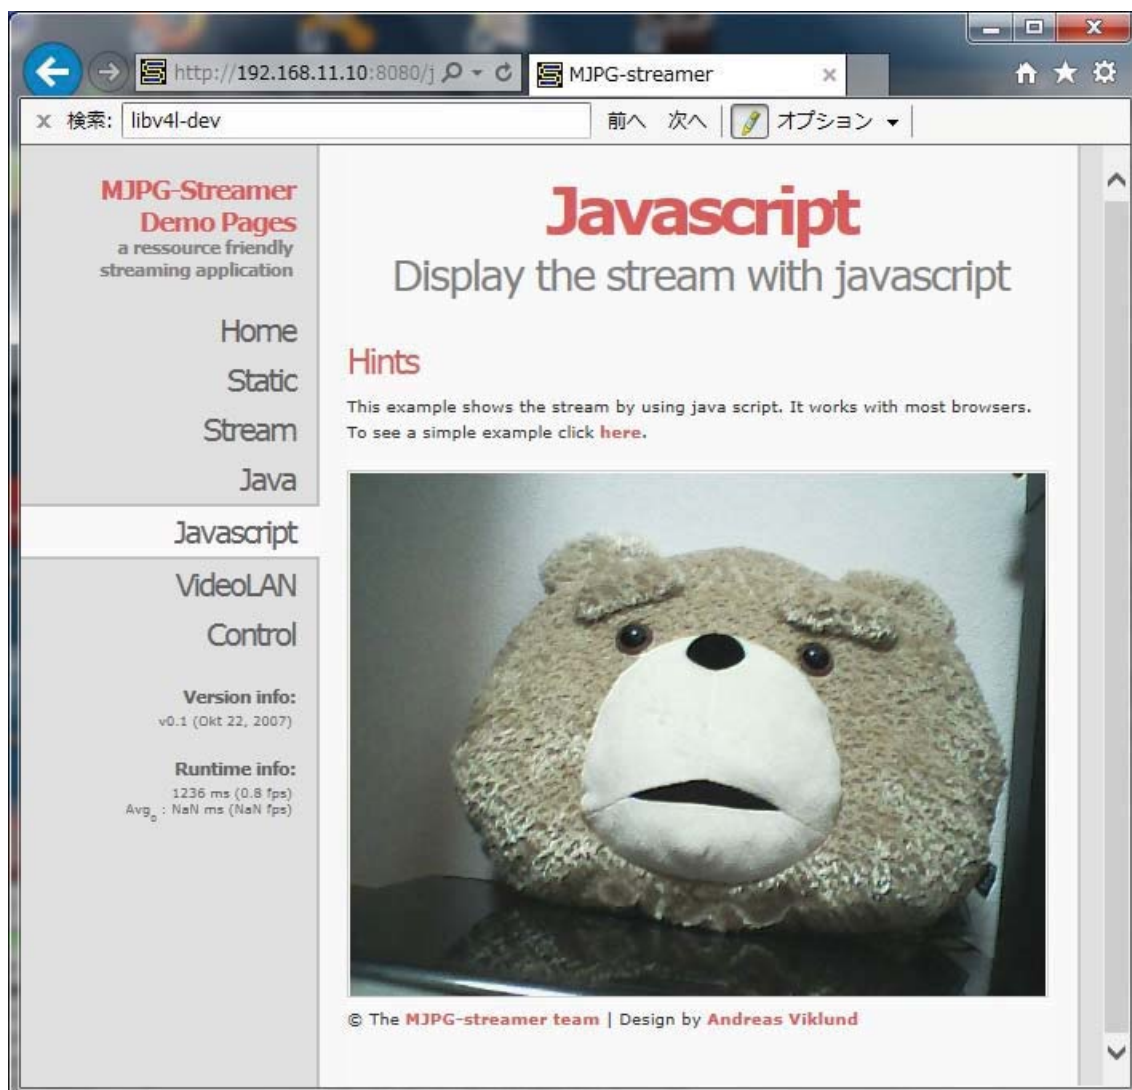 http://192.168.11.10:8080/j
MJPG-streamer
x 検索: libv4l-dev 前へ 次へ オプション
MJPG-Streamer
Demo Pages
a ressource friendly
streaming application
Home
Static
Stream
Java
Javascript
VideoLAN
Control
Version info:
v0.1 (Okt 22, 2007)
Runtime info:
1236 ms (0.8 fps)
Avg0 : NaN ms (NaN fps)
Javascript
Display the stream with javascript
Hints
This example shows the stream by using java script. It works with most browsers.
To see a simple example click here.
© The MJPG-streamer team | Design by Andreas Viklund